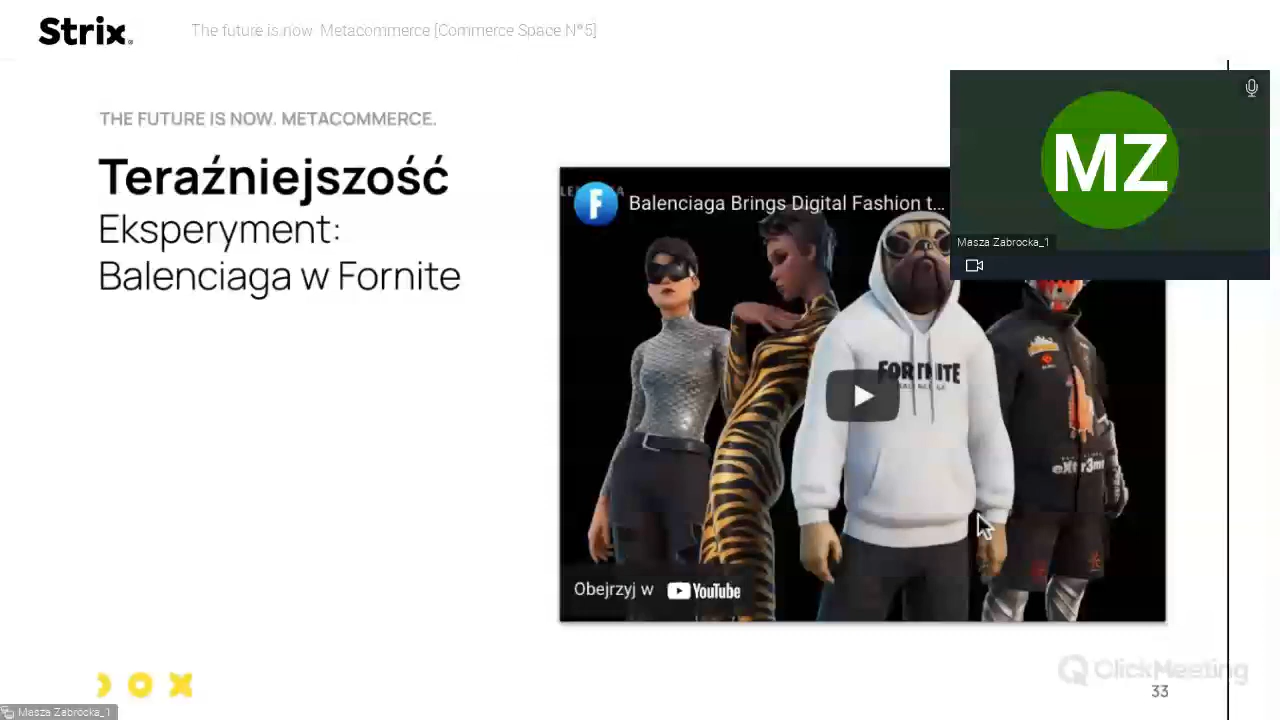 Strix
The future is now. Metacommerce [Commerce Space N°5]
THE FUTURE IS NOW. METACOMMERCE.
Teraźniejszość
Eksperyment:
Balenciaga w Fornite
Balenciaga Brings Digital Fashion t...
MZ
Masza Zabrocka_1
FORTNITE
Obejrzyj w YouTube
ClickMeeting
33
Masza Zabrocka_1